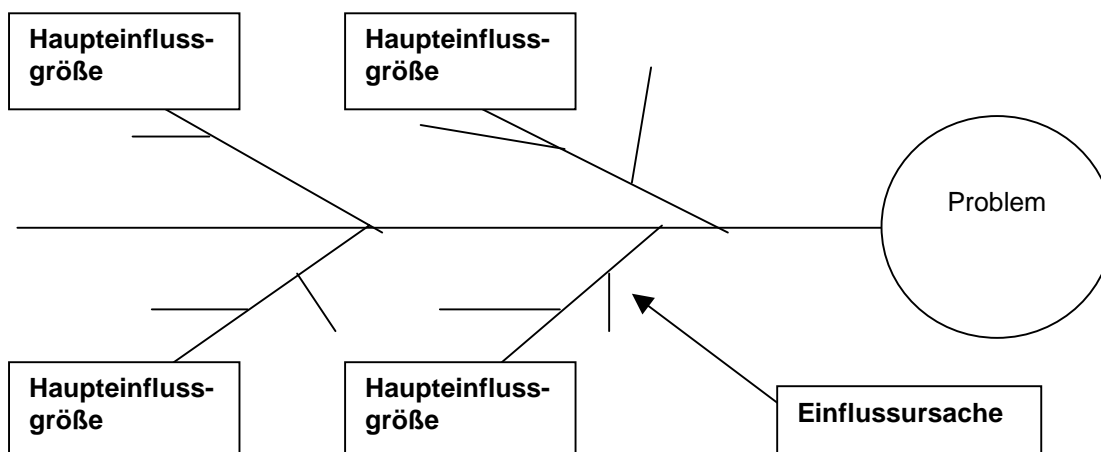 Haupteinfluss-
größe
Haupteinfluss-
größe
Problem
Haupteinfluss-
größe
Haupteinfluss-
größe
Einflussursache